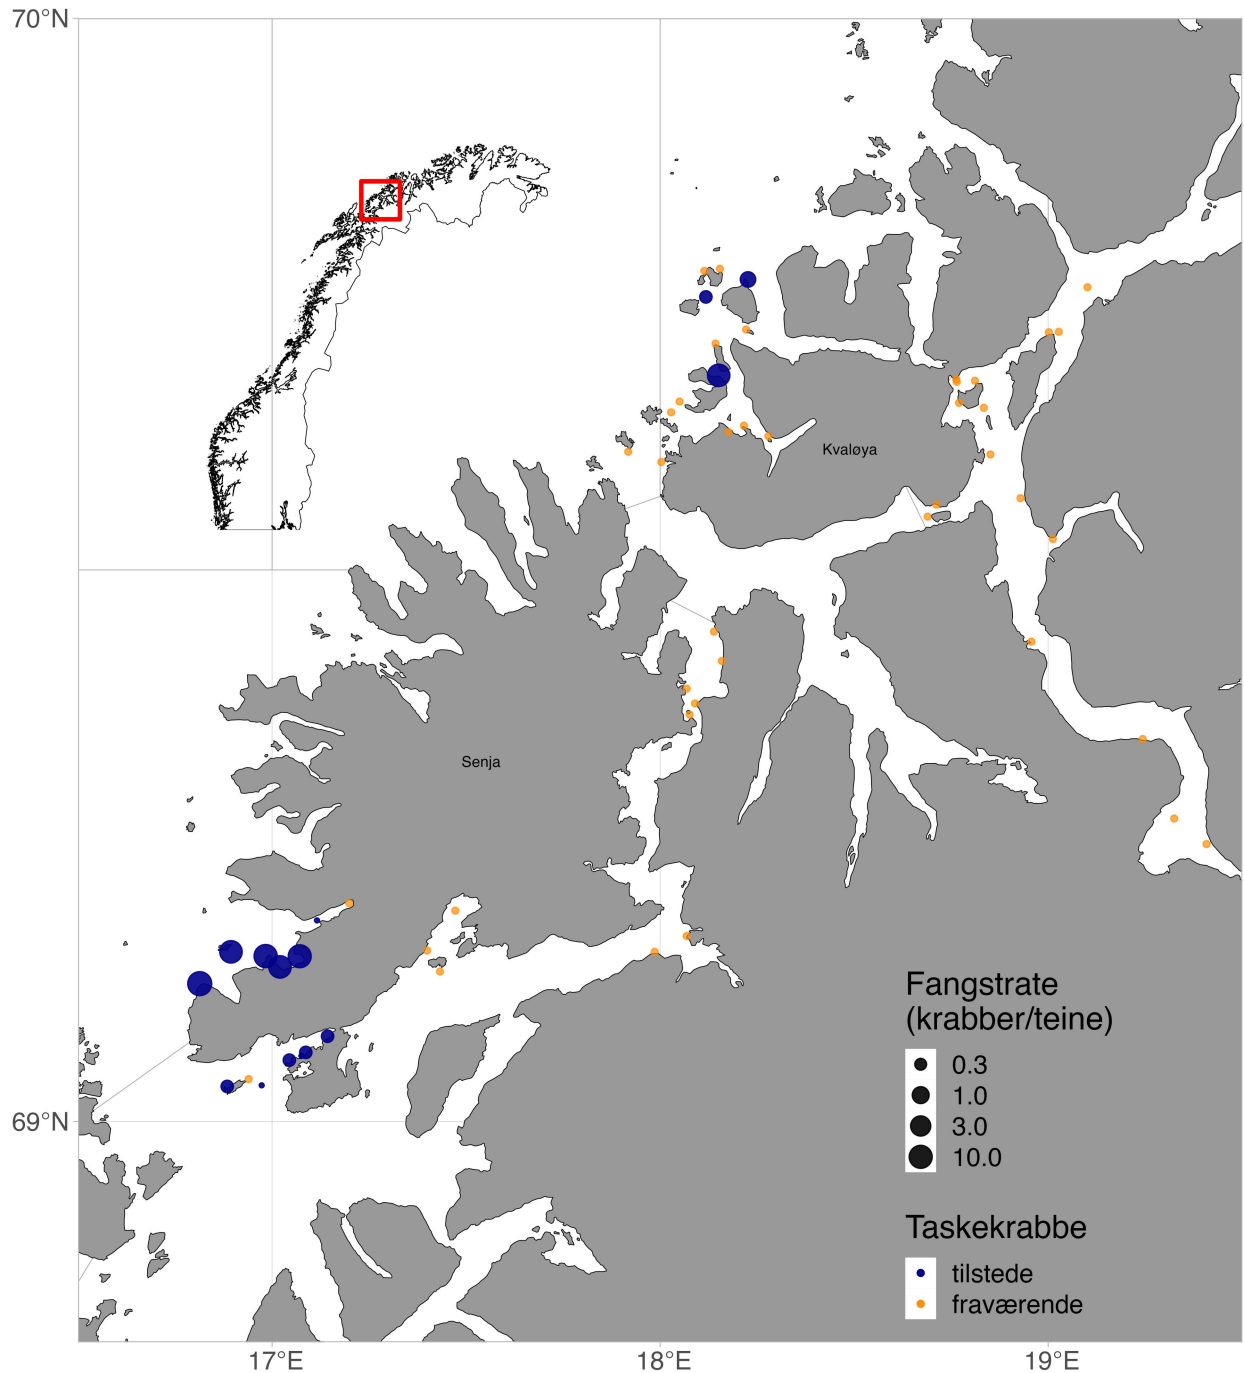 70°N
Kvaløya
Senja
Fangstrate
(krabber/teine)
0.3
1.0
3.0
10.0
69°N
Taskekrabbe
tilstede
fraværende
17°E
18°E
19°E